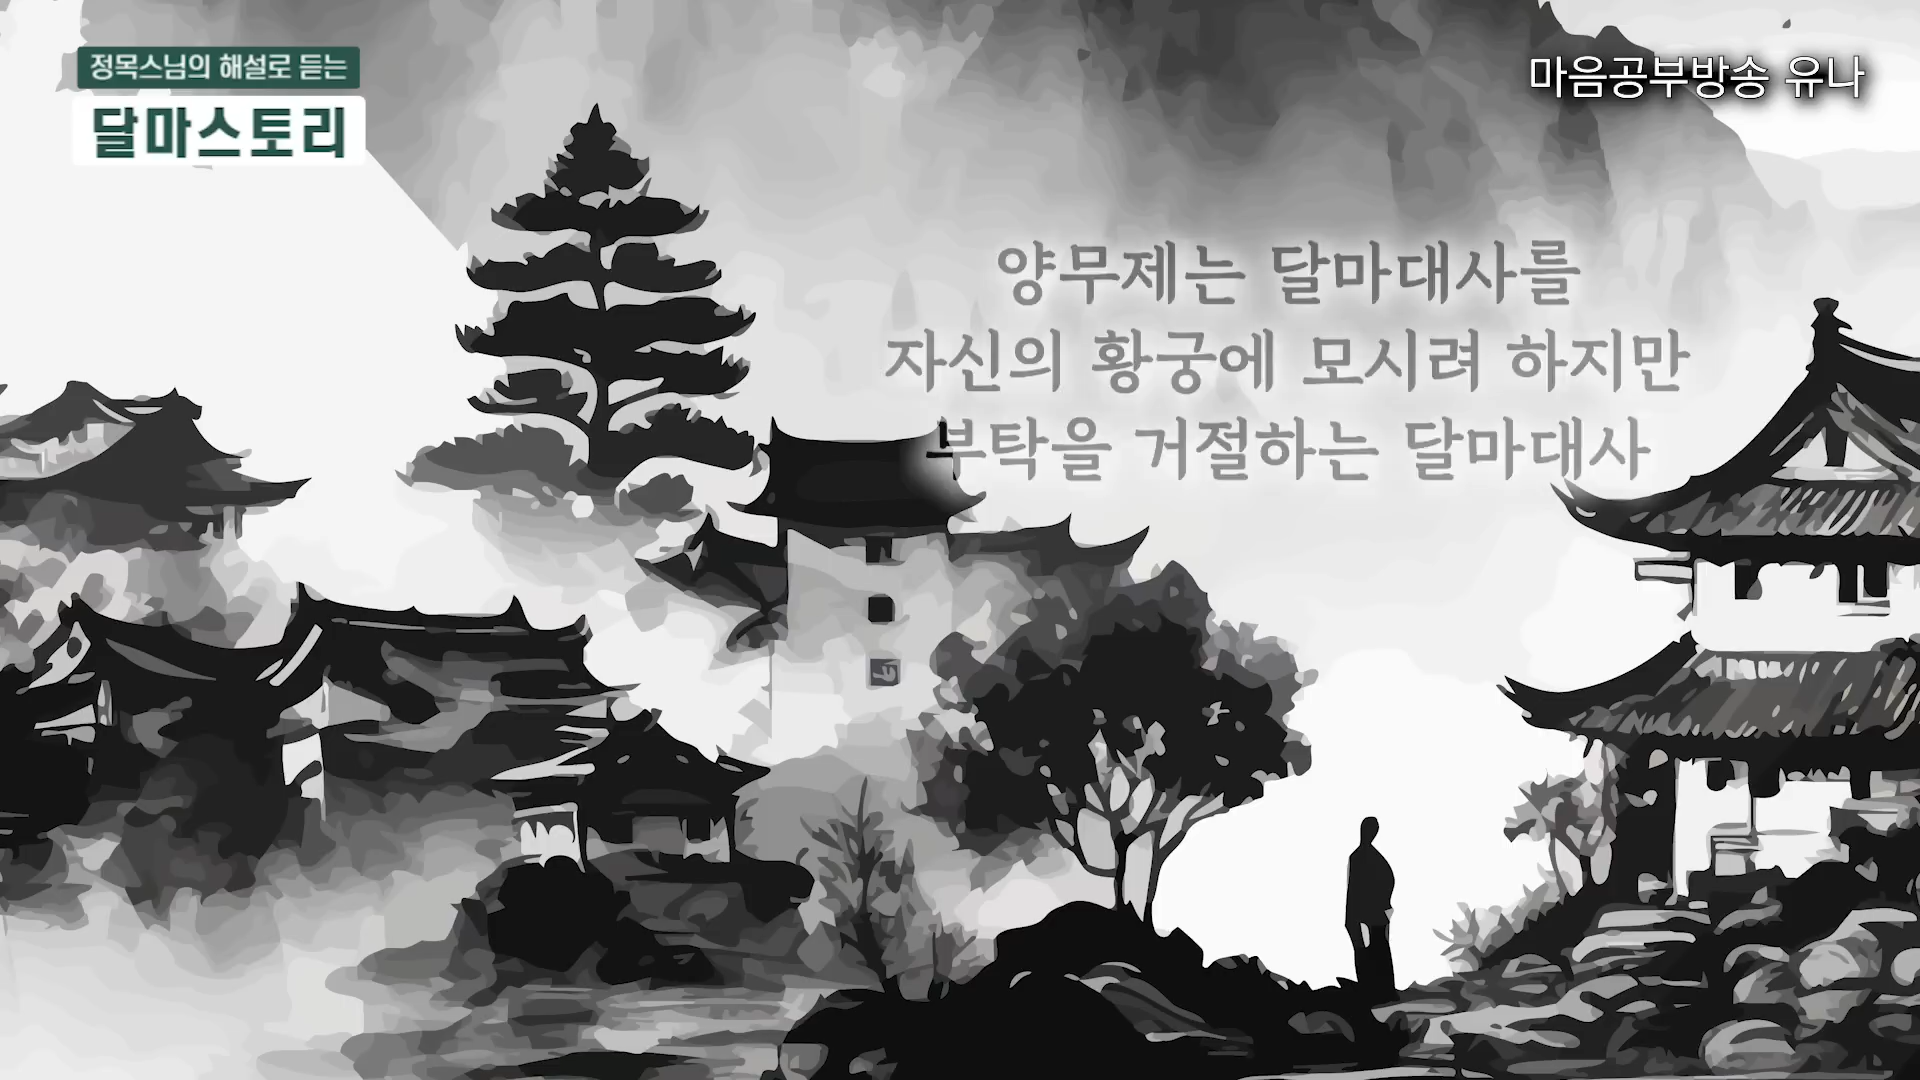 정목스님의 해설로 듣는
달마스토리
마음공부방송 유나
양무제는 달마대사를
자신의 황궁에 모시려 하지만
부탁을 거절하는 달마대사